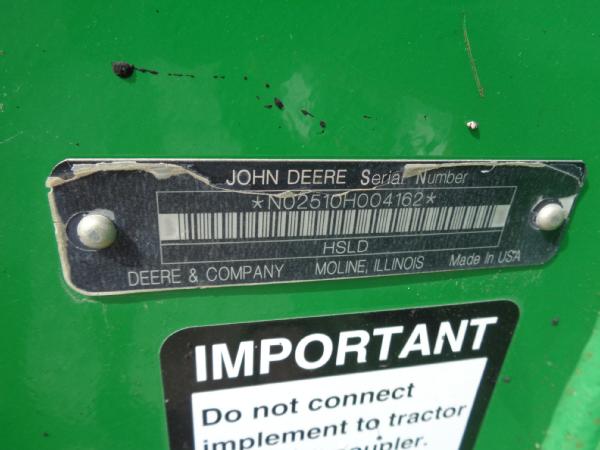 JOHN DEERE Serial Number
*N02510H004162*
HSLD
DEERE & COMPANY MOLINE, ILLINOIS Made In USA
IMPORTANT
Do not connect
implement to tractor
coupler.